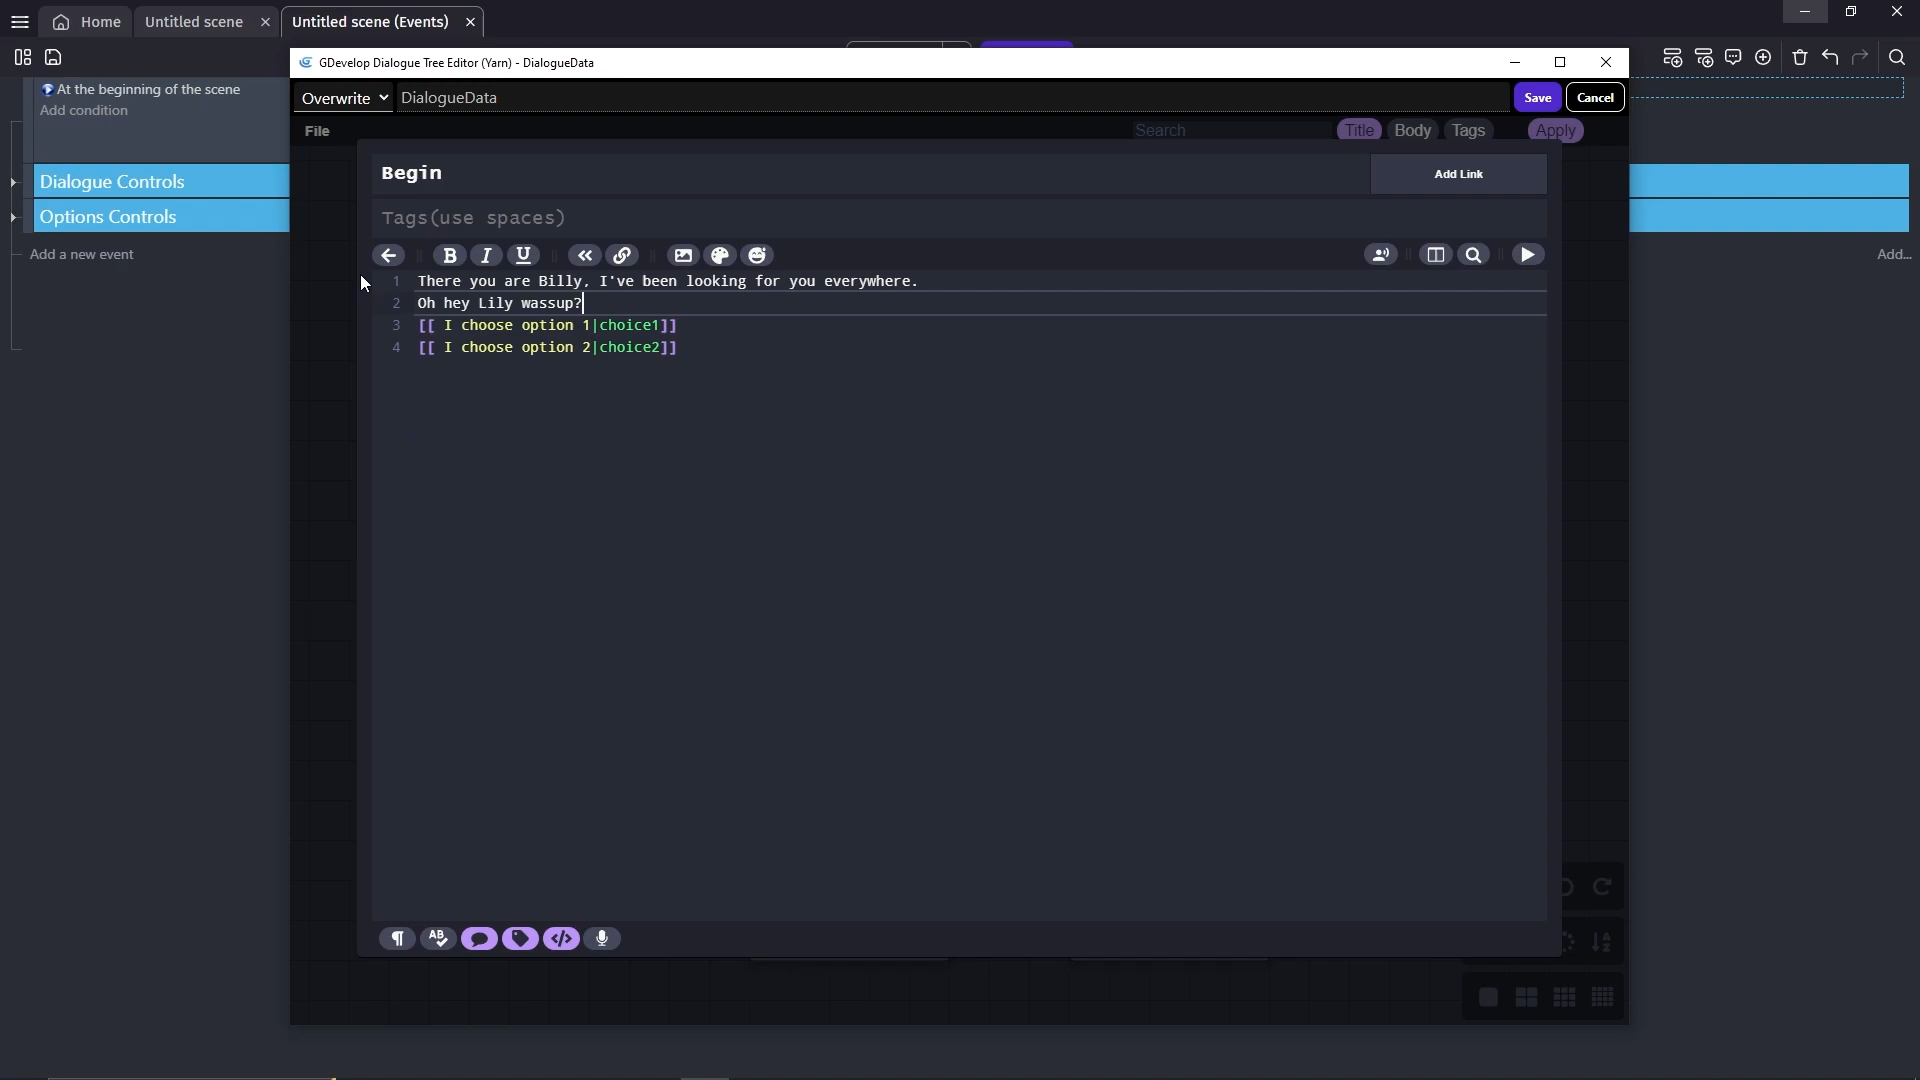 Home
Untitled scene
Untitled scene (Events)
GDevelop Dialogue Tree Editor (Yarn) - DialogueData
At the beginning of the scene
Add condition
Overwrite
DialogueData
Save
Cancel
File
Search
Title
Body
Tags
Apply
Begin
Add Link
Dialogue Controls
Options Controls
Tags(use spaces)
Add a new event
Add...
B
I
U
1 There you are Billy, I've been looking for you everywhere.
2 Oh hey Lily wassup?
3 [[ I choose option 1|choice1]]
4 [[ I choose option 2|choice2]]